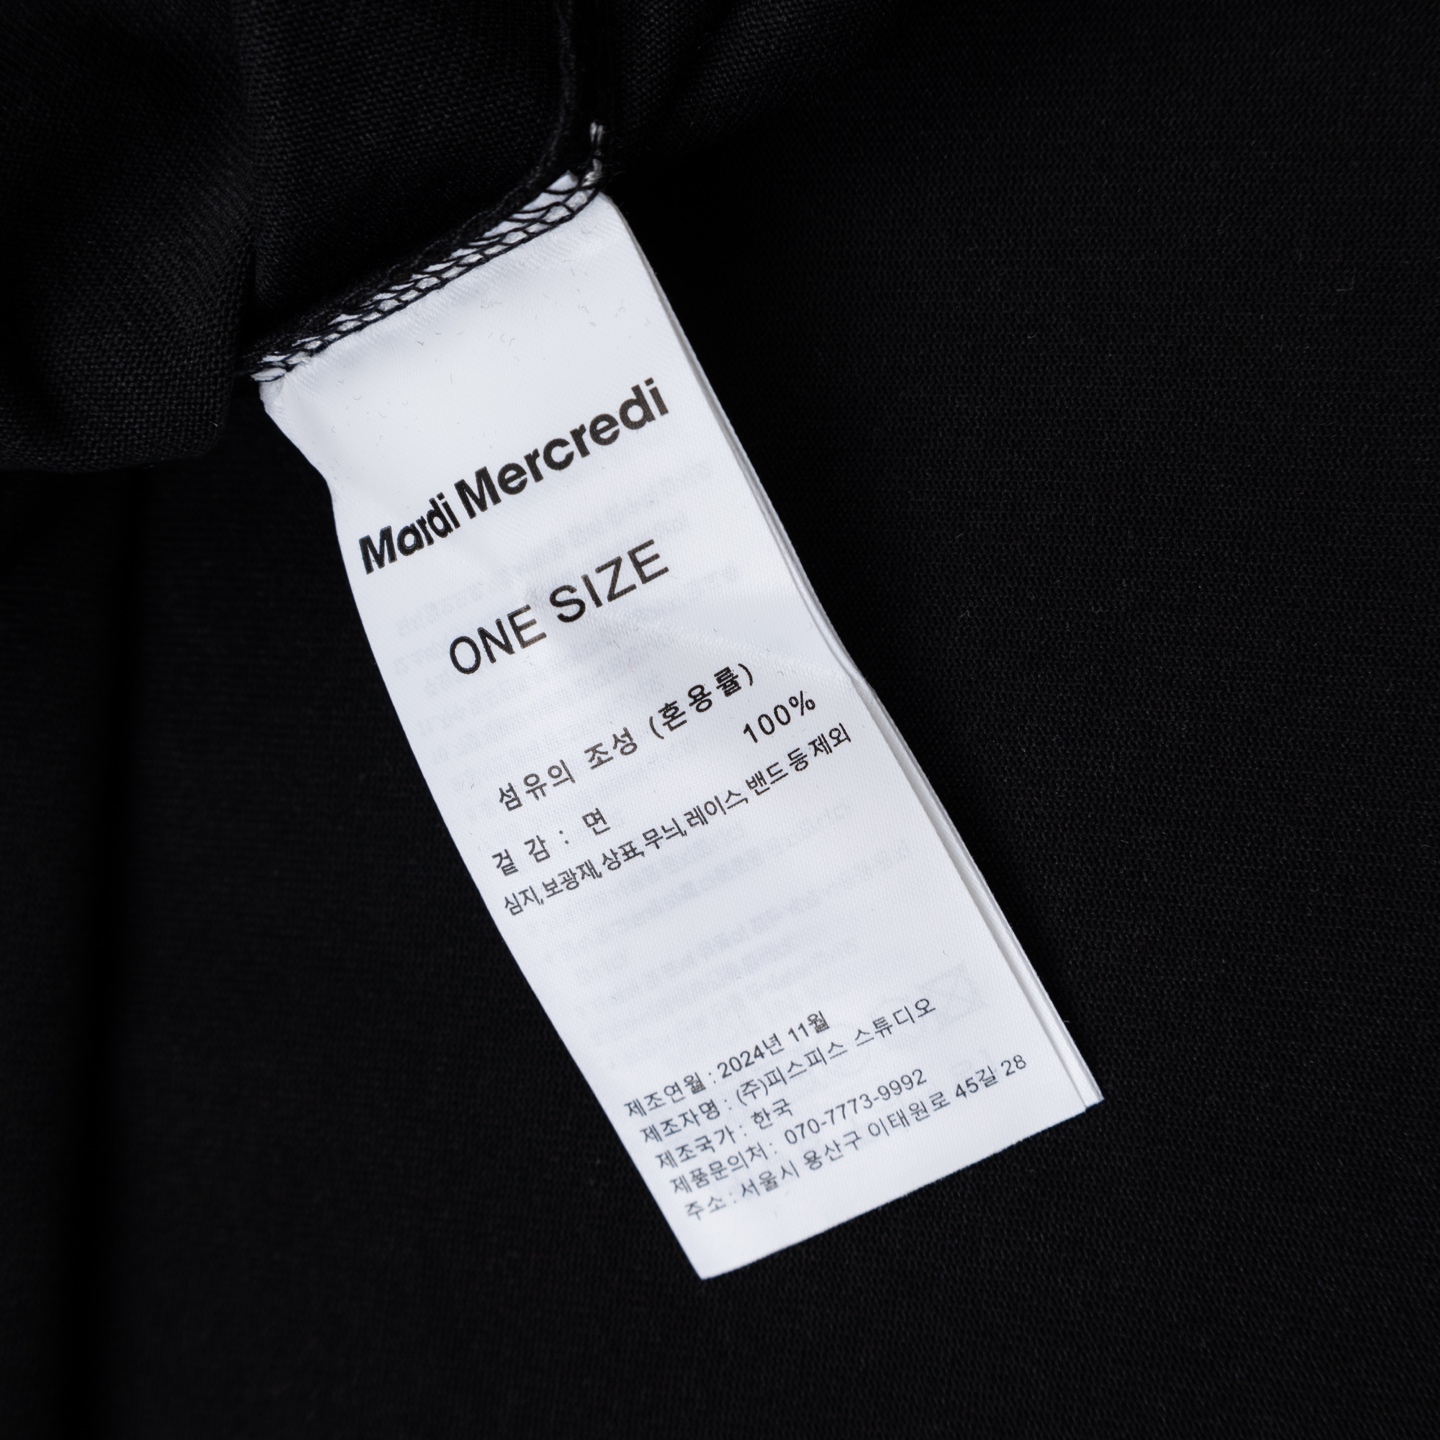 Mardi Mercredi
ONE SIZE
섬유의 조성 (혼용률)
겉감 : 면 100%
심지,보광재,상표,무늬,레이스,밴드등제외
제조연월 : 2024년 11월
제조자명 : (주)피스피스 스튜디오
제조국가 : 한국
제품문의처 : 070-7773-9992
주소 : 서울시 용산구 이태원로 45길 28